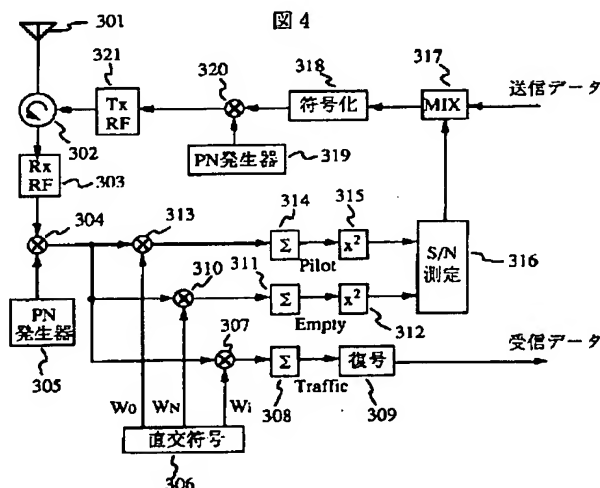 図4
301
321
Tx
RF
320
318
符号化
317
MIX
送信データ
302
PN発生器
319
Rx
RF
303
304
313
314
Σ
315
x²
Pilot
S/N
測定
316
310
311
Σ
x²
Empty
312
PN
発生器
305
307
Σ
復号
受信データ
308
Traffic
309
W₀
W_N
W_i
直交符号
306